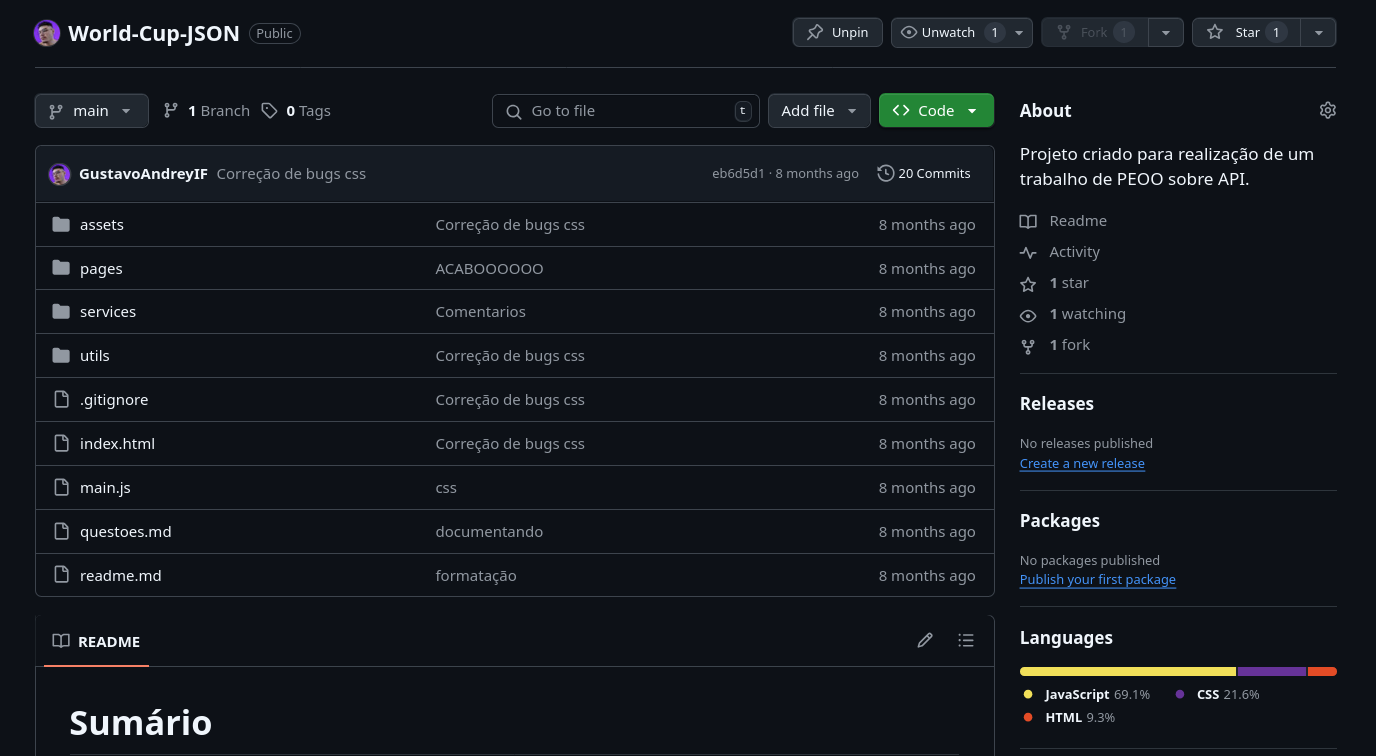 World-Cup-JSON Public Unpin Unwatch 1 Fork 1 Star 1
main 1 Branch 0 Tags Go to file t Add file Code
GustavoAndreyIF Correção de bugs css eb6d5d1 · 8 months ago 20 Commits
assets Correção de bugs css 8 months ago
pages ACABOOOOOO 8 months ago
services Comentarios 8 months ago
utils Correção de bugs css 8 months ago
.gitignore Correção de bugs css 8 months ago
index.html Correção de bugs css 8 months ago
main.js css 8 months ago
questoes.md documentando 8 months ago
readme.md formatação 8 months ago
README
Sumário
About
Projeto criado para realização de um
trabalho de PEOO sobre API.
Readme
Activity
1 star
1 watching
1 fork
Releases
No releases published
Create a new release
Packages
No packages published
Publish your first package
Languages
JavaScript 69.1% CSS 21.6%
HTML 9.3%